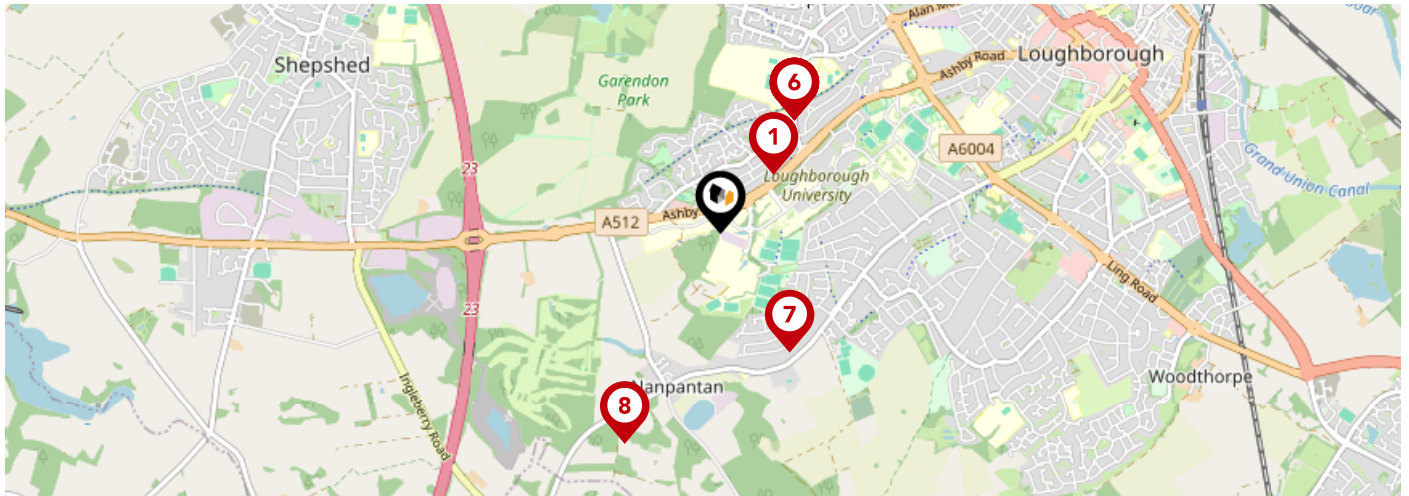 Alan Mo
Loughborough
Ashby Road
Shepshed
Garendon
Park
6
1
A6004
23
Loughborough
University
Grand Union Canal
A512
Ashby
Ling Road
23
7
Woodthorpe
Nanpantan
Ingleberry Road
8